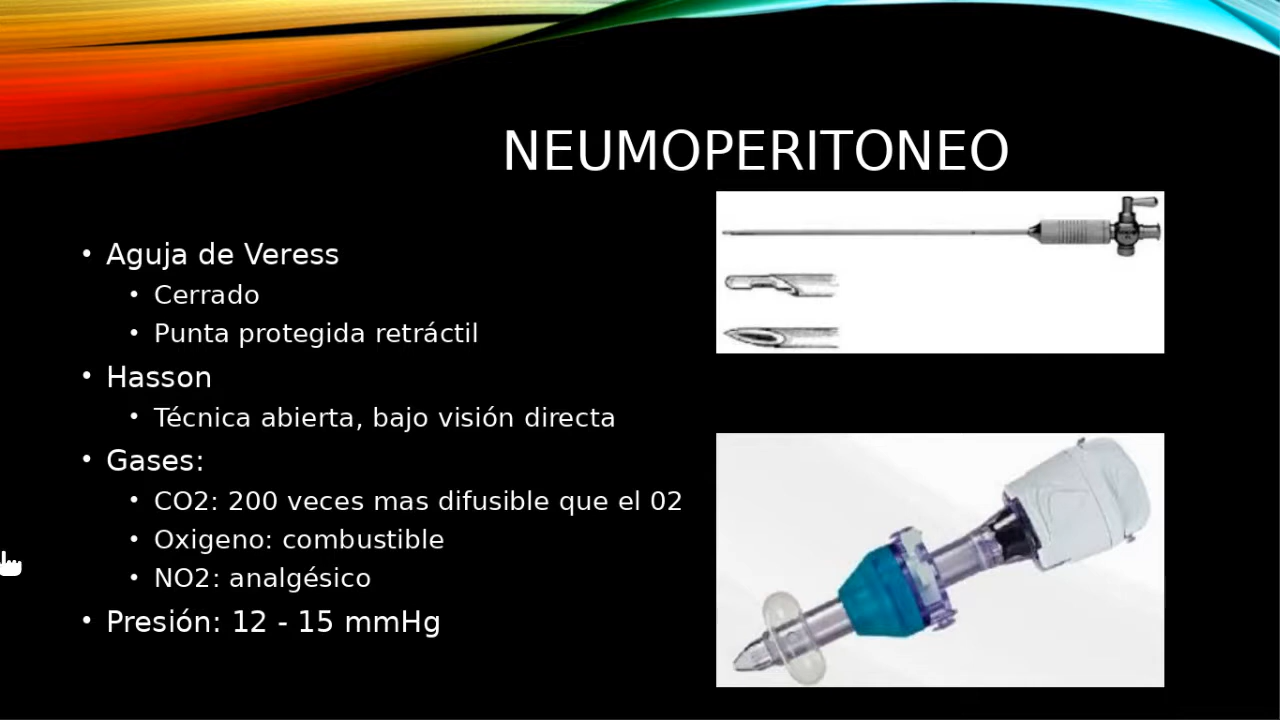 NEUMOPERITONEO
• Aguja de Veress
• Cerrado
• Punta protegida retráctil
• Hasson
• Técnica abierta, bajo visión directa
• Gases:
• CO2: 200 veces mas difusible que el 02
• Oxigeno: combustible
• NO2: analgésico
• Presión: 12 - 15 mmHg